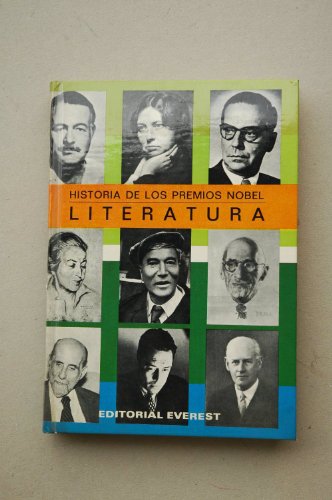 HISTORIA DE LOS PREMIOS NOBEL
LITERATURA
EDITORIAL EVEREST